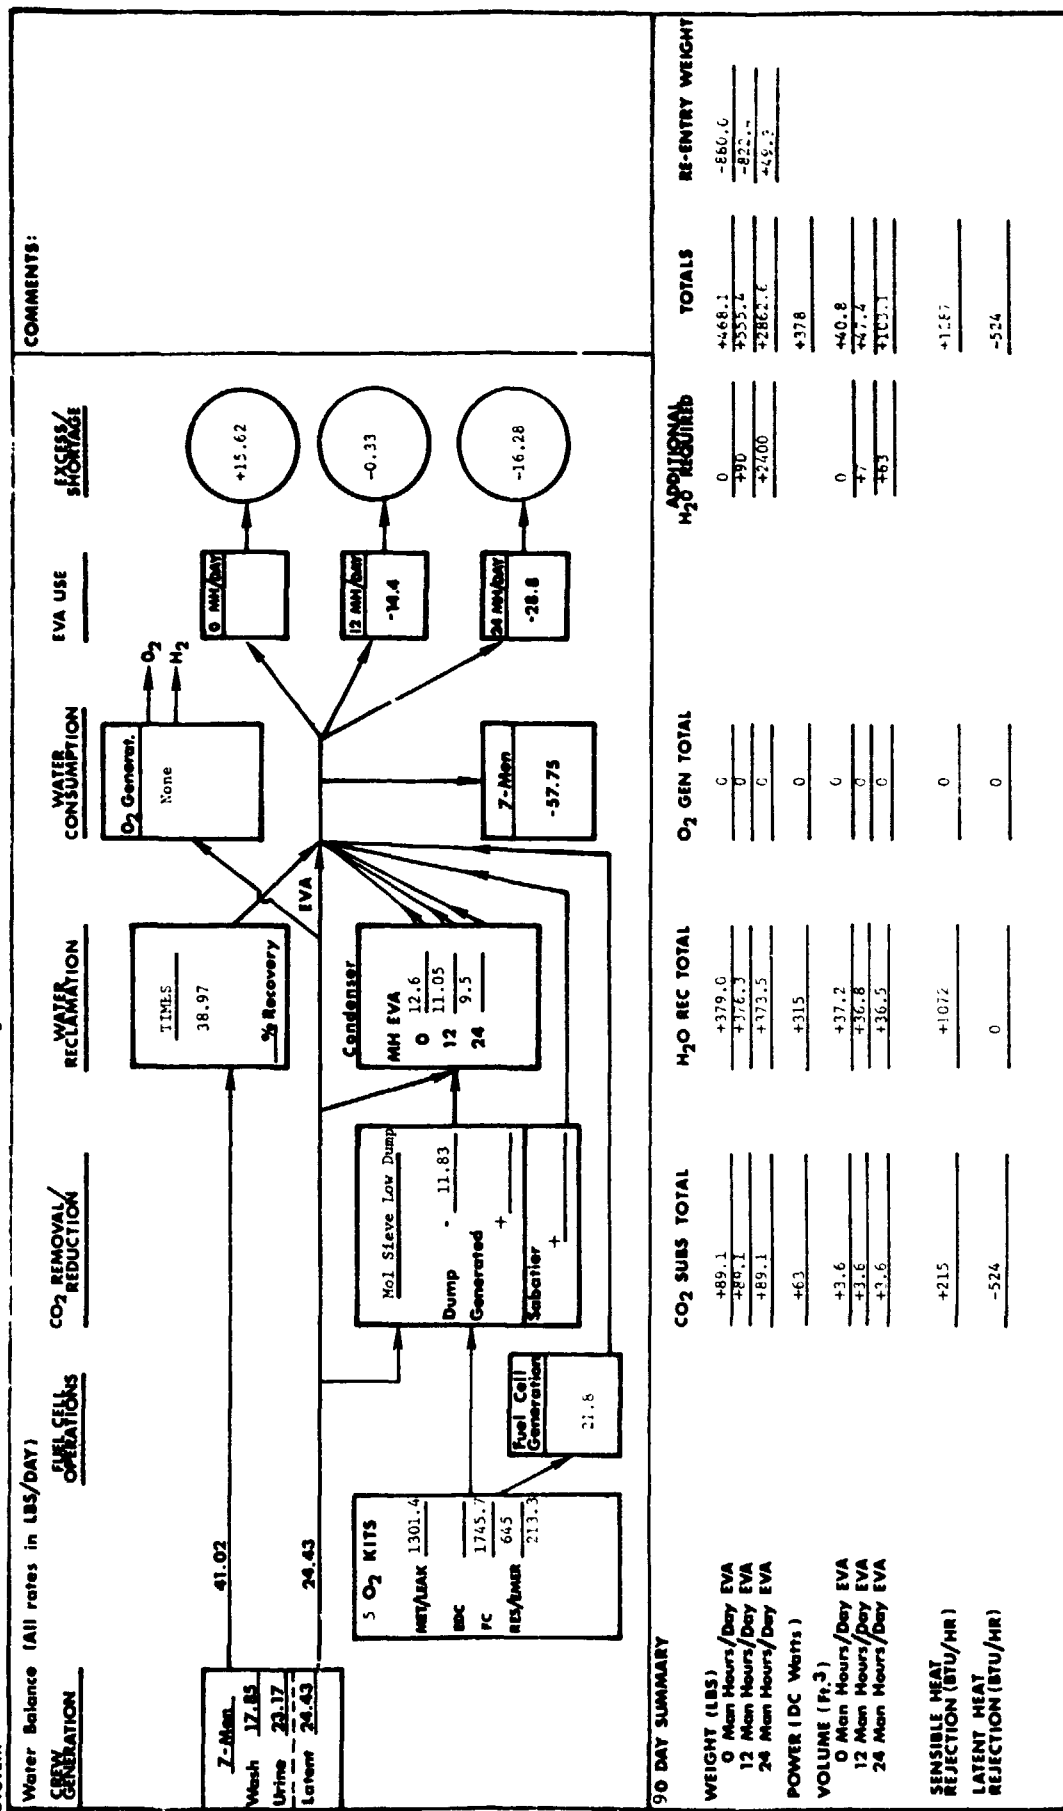 Water Balance (All rates in LBS/DAY)
CREW GENERATION
FUEL CELL OPERATIONS
CO2 REMOVAL/ REDUCTION
WATER RECLAMATION
WATER CONSUMPTION
EVA USE
EXCESS/ SHORTAGE
COMMENTS:
7-Men
Wash 17.85
Urine 23.17
Latent 24.43
41.02
24.43
5 O2 KITS
MET/LEAK 1301.4
EDC
FC 1745.7
645
RES/EMER 213.3
Fuel Cell Generation
21.8
Mol Sieve Low Dump
Dump - 11.83
Generated +
Sabatier +
TIMES
38.97
% Recovery
Condenser
MH EVA
0 12.6
12 11.05
24 9.5
EVA
O2 Generat.
None
O2
H2
7-Men
-57.75
0 MH/DAY
12 MH/DAY
-14.4
24 MH/DAY
-28.8
+15.62
-0.33
-16.28
90 DAY SUMMARY
CO2 SUBS TOTAL
H2O REC TOTAL
O2 GEN TOTAL
ADDITIONAL H2O REQUIRED
TOTALS
RE-ENTRY WEIGHT
WEIGHT (LBS)
0 Man Hours/Day EVA +89.1 +379.0 0 0 +468.1 -860.0
12 Man Hours/Day EVA +89.1 +376.3 0 +90 +555.4
24 Man Hours/Day EVA +89.1 +373.5 0 +2400 +2862.6
POWER (DC Watts) +63 +315 0 +378
VOLUME (Ft.3)
0 Man Hours/Day EVA +3.6 +37.2 0 0 +40.8
12 Man Hours/Day EVA +3.6 +36.8 0 +7 +47.4
24 Man Hours/Day EVA +3.6 +36.5 0 +63 +103.1
SENSIBLE HEAT REJECTION (BTU/HR) +215 +1072 0 +1287
LATENT HEAT REJECTION (BTU/HR) -524 0 0 -524